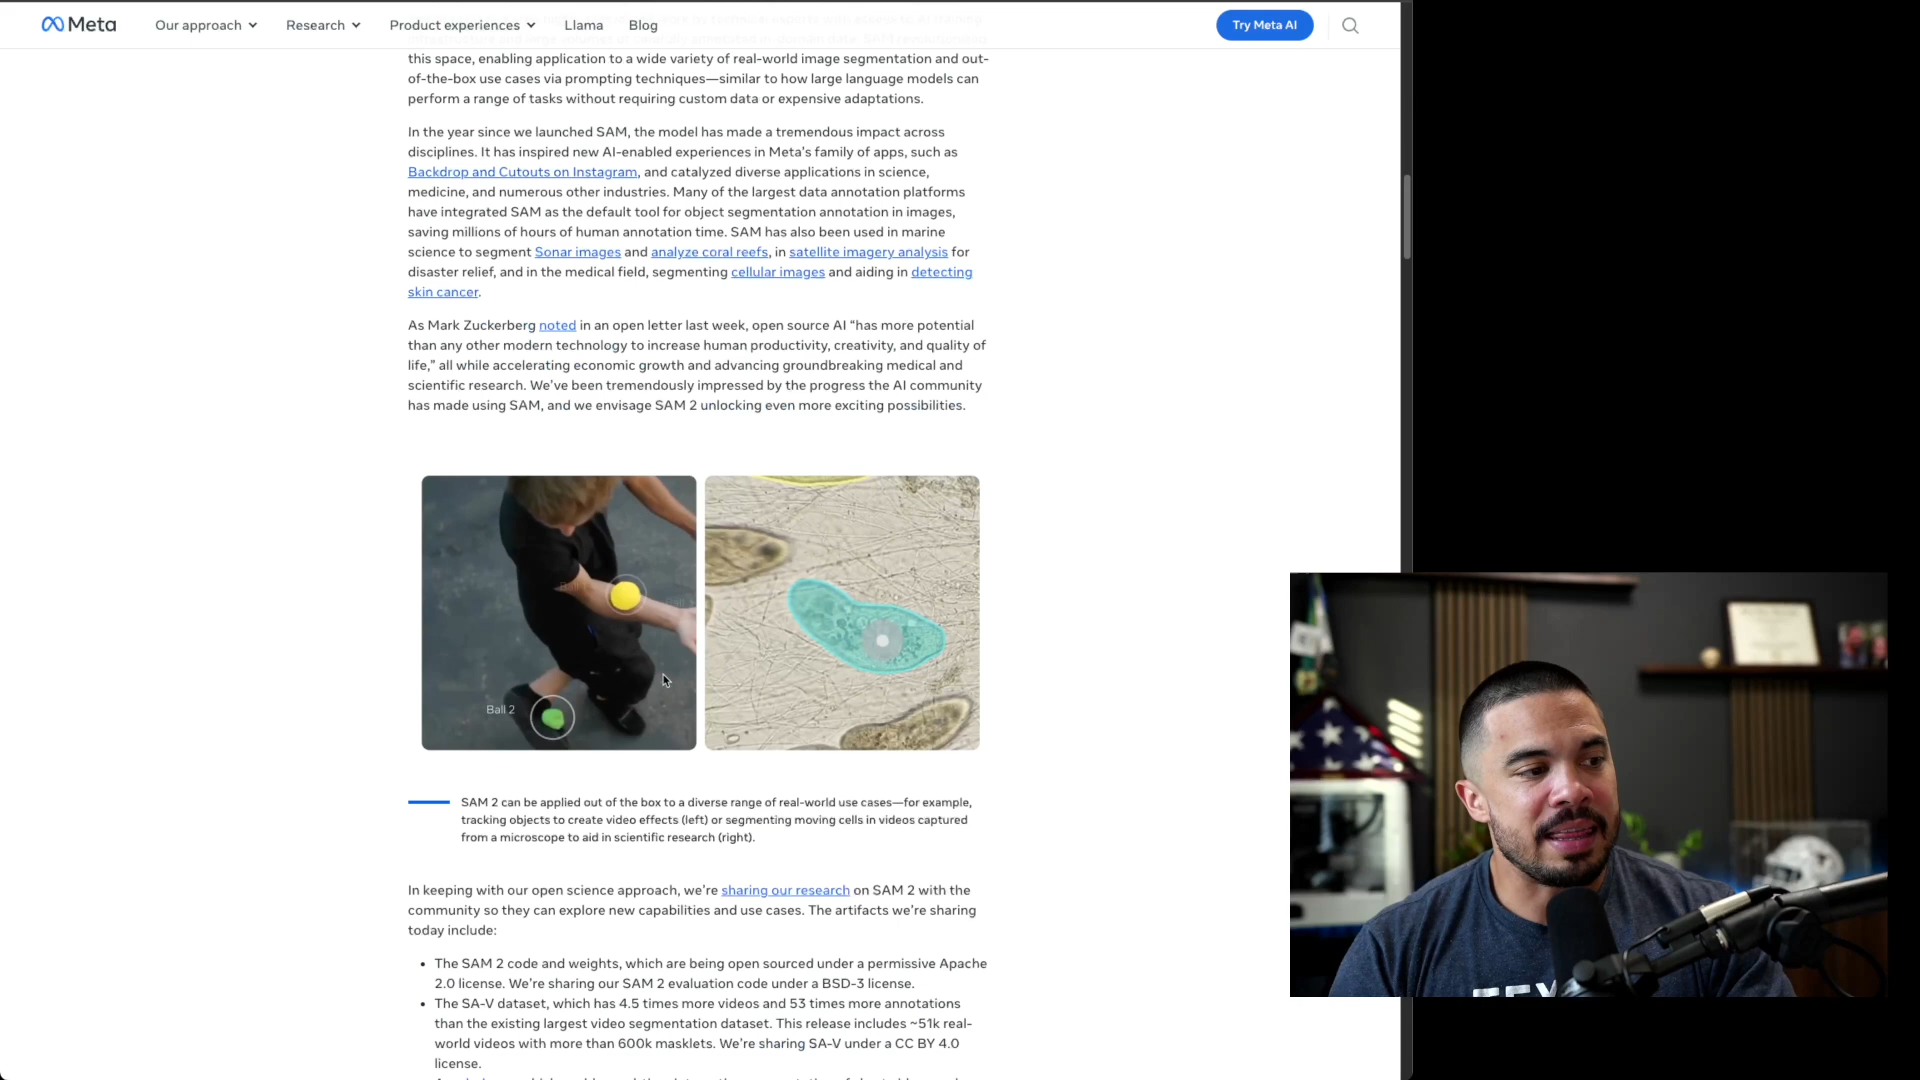 Meta
Our approach
Research
Product experiences
Llama
Blog
Try Meta AI
this space, enabling application to a wide variety of real-world image segmentation and out-
of-the-box use cases via prompting techniques—similar to how large language models can
perform a range of tasks without requiring custom data or expensive adaptations.
In the year since we launched SAM, the model has made a tremendous impact across
disciplines. It has inspired new AI-enabled experiences in Meta's family of apps, such as
Backdrop and Cutouts on Instagram, and catalyzed diverse applications in science,
medicine, and numerous other industries. Many of the largest data annotation platforms
have integrated SAM as the default tool for object segmentation annotation in images,
saving millions of hours of human annotation time. SAM has also been used in marine
science to segment Sonar images and analyze coral reefs, in satellite imagery analysis for
disaster relief, and in the medical field, segmenting cellular images and aiding in detecting
skin cancer.
As Mark Zuckerberg noted in an open letter last week, open source AI “has more potential
than any other modern technology to increase human productivity, creativity, and quality of
life,” all while accelerating economic growth and advancing groundbreaking medical and
scientific research. We’ve been tremendously impressed by the progress the AI community
has made using SAM, and we envisage SAM 2 unlocking even more exciting possibilities.
Ball 2
SAM 2 can be applied out of the box to a diverse range of real-world use cases—for example,
tracking objects to create video effects (left) or segmenting moving cells in videos captured
from a microscope to aid in scientific research (right).
In keeping with our open science approach, we’re sharing our research on SAM 2 with the
community so they can explore new capabilities and use cases. The artifacts we’re sharing
today include:
• The SAM 2 code and weights, which are being open sourced under a permissive Apache
2.0 license. We’re sharing our SAM 2 evaluation code under a BSD-3 license.
• The SA-V dataset, which has 4.5 times more videos and 53 times more annotations
than the existing largest video segmentation dataset. This release includes ~51k real-
world videos with more than 600k masklets. We’re sharing SA-V under a CC BY 4.0
license.